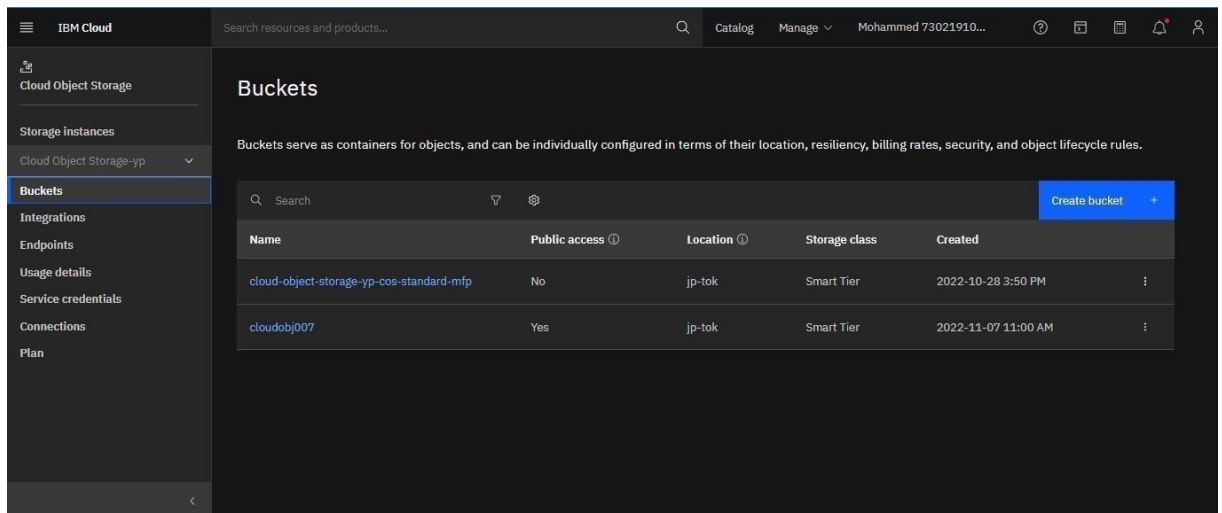 IBM Cloud
Search resources and products...
Catalog
Manage
Mohammed 73021910...
Cloud Object Storage
Storage instances
Cloud Object Storage-yp
Buckets
Integrations
Endpoints
Usage details
Service credentials
Connections
Plan
Buckets
Buckets serve as containers for objects, and can be individually configured in terms of their location, resiliency, billing rates, security, and object lifecycle rules.
Search
Create bucket +
Name Public access Location Storage class Created
cloud-object-storage-yp-cos-standard-mfp No jp-tok Smart Tier 2022-10-28 3:50 PM
cloudobj007 Yes jp-tok Smart Tier 2022-11-07 11:00 AM